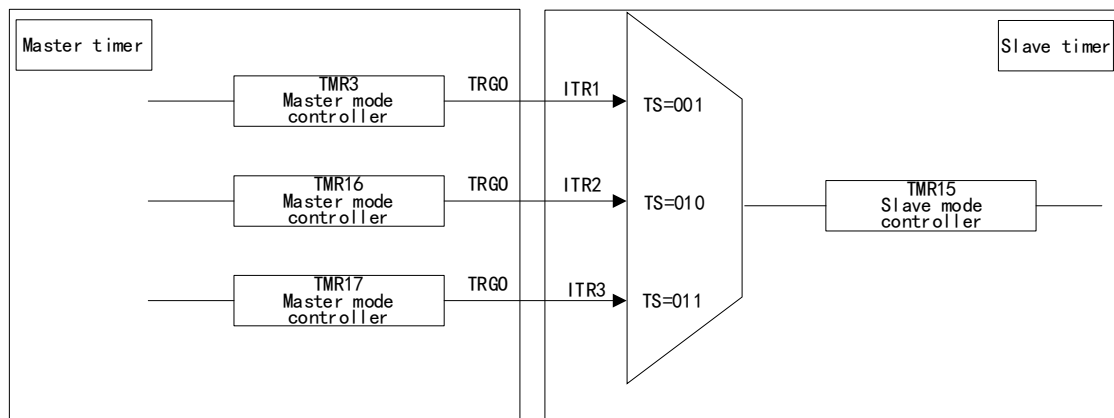 Master timer
Slave timer
TMR3
Master mode
controller
TRGO
ITR1
TS=001
TMR16
Master mode
controller
TRGO
ITR2
TS=010
TMR15
Slave mode
controller
TMR17
Master mode
controller
TRGO
ITR3
TS=011